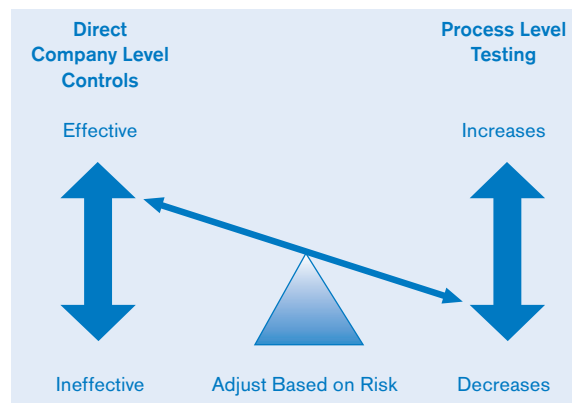 Direct
Company Level
Controls
Process Level
Testing
Effective
Increases
Ineffective
Adjust Based on Risk
Decreases